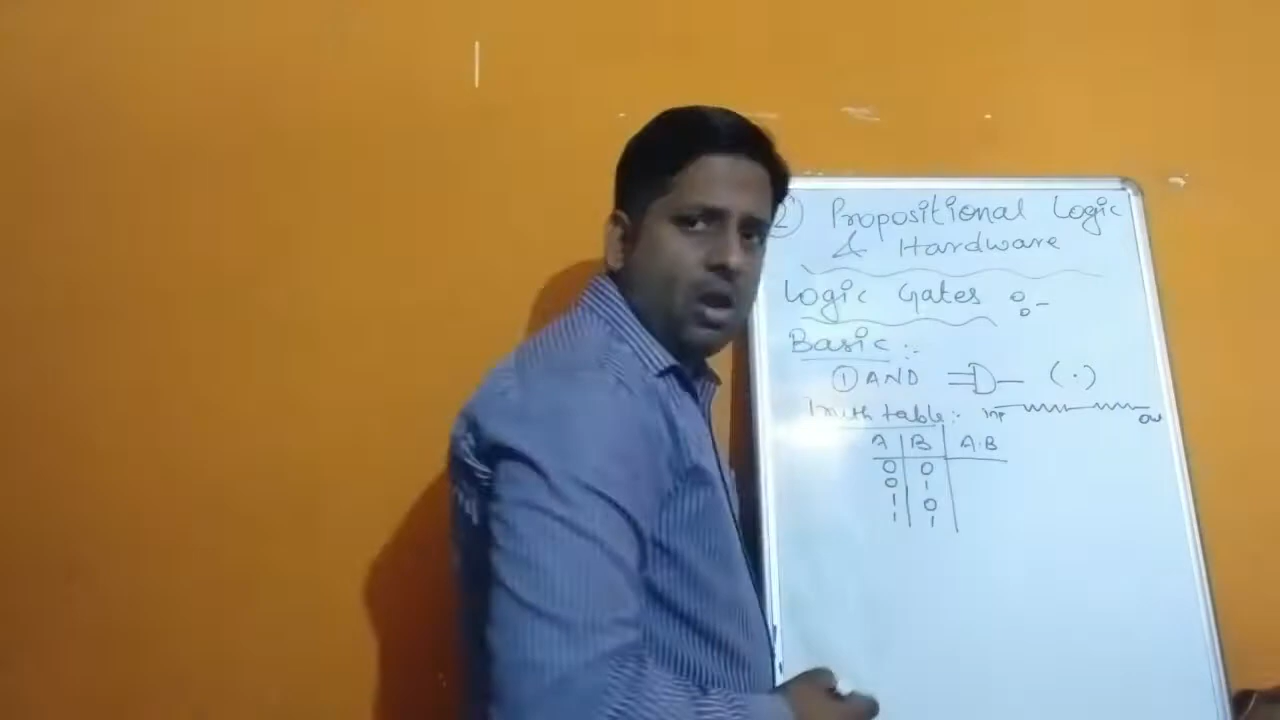 2) Propositional Logic
& Hardware
Logic Gates :-
Basic :-
① AND (·)
Truth table :- Inp Out
A B A·B
0 0
0 1
1 0
1 1